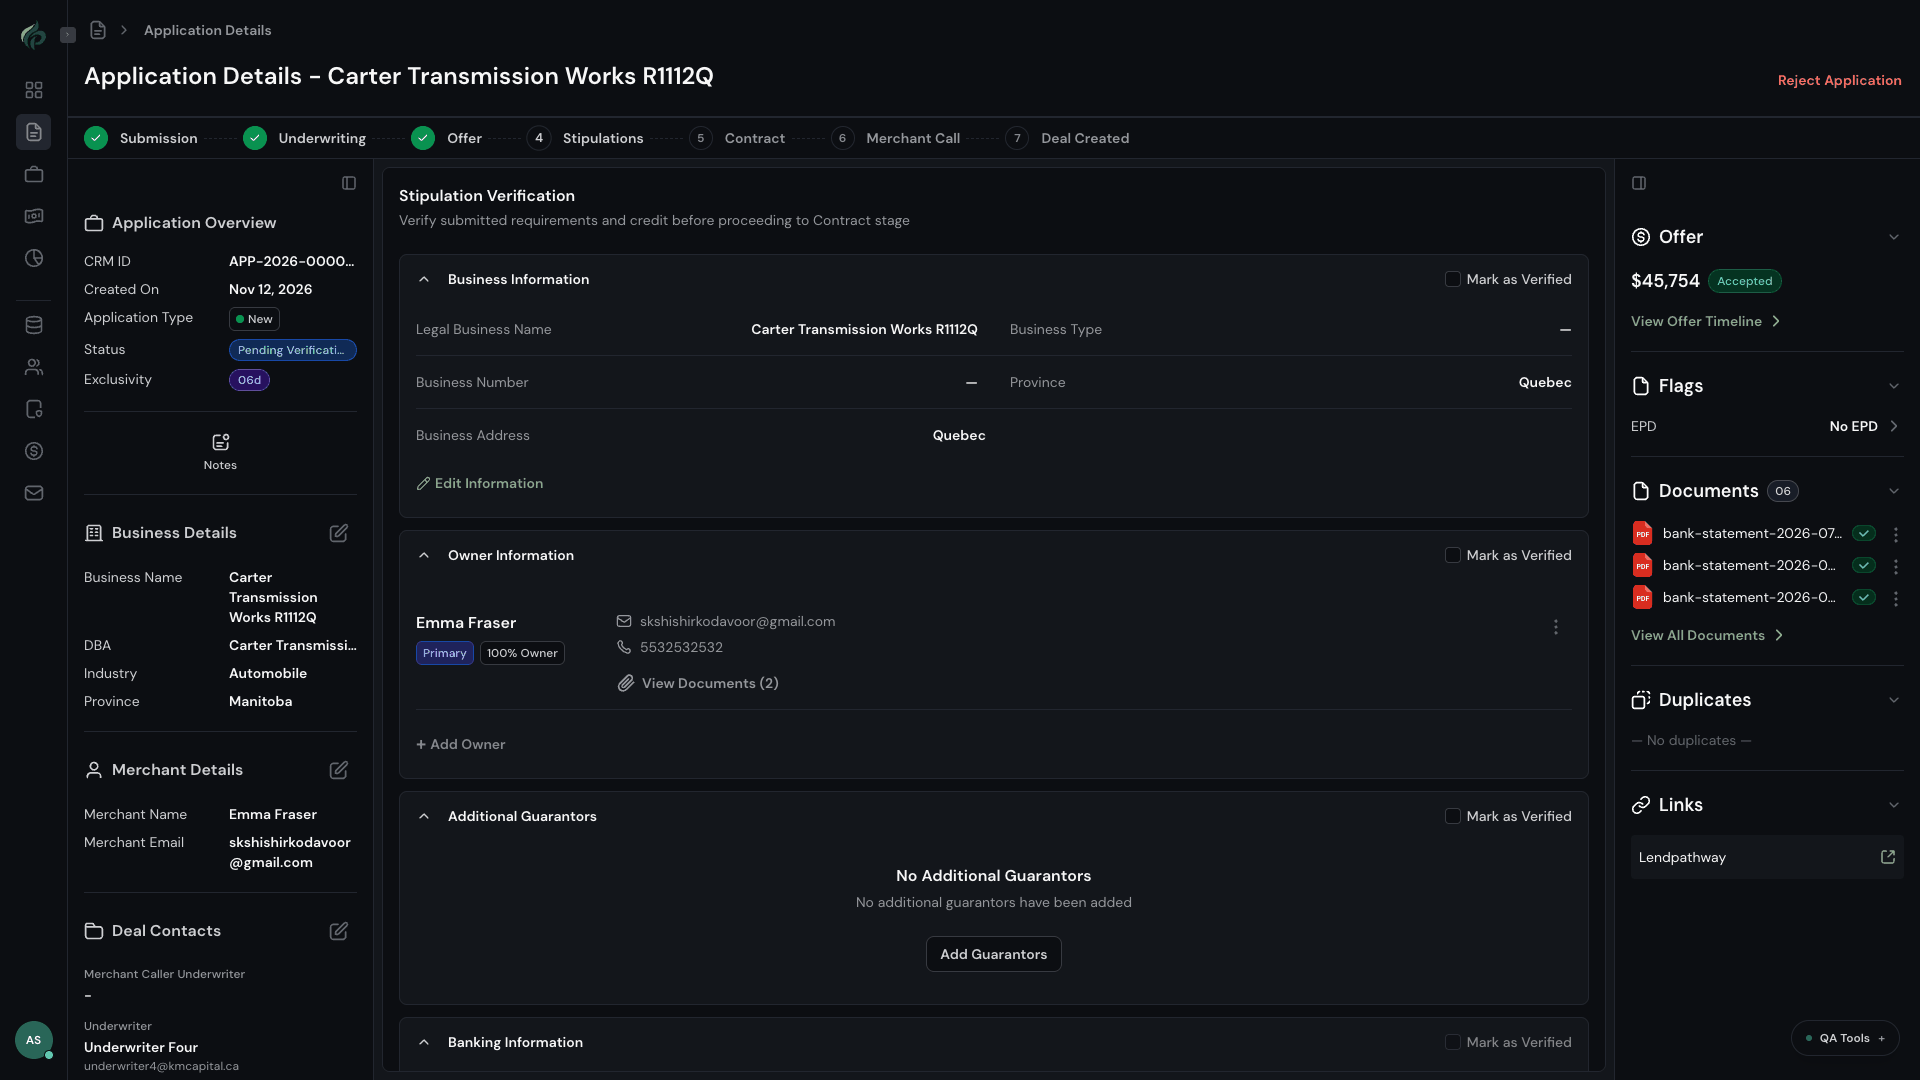 Application Details
Application Details – Carter Transmission Works R1112Q
Reject Application
Submission
Underwriting
Offer
4 Stipulations
5 Contract
6 Merchant Call
7 Deal Created
Application Overview
CRM ID APP-2026-0000...
Created On Nov 12, 2026
Application Type New
Status Pending Verificati...
Exclusivity 06d
Notes
Business Details
Business Name Carter
Transmission
Works R1112Q
DBA Carter Transmissi...
Industry Automobile
Province Manitoba
Merchant Details
Merchant Name Emma Fraser
Merchant Email skshishirkodavoor
@gmail.com
Deal Contacts
Merchant Caller Underwriter
–
Underwriter
Underwriter Four
underwriter4@kmcapital.ca
AS
Stipulation Verification
Verify submitted requirements and credit before proceeding to Contract stage
Business Information Mark as Verified
Legal Business Name Carter Transmission Works R1112Q Business Type —
Business Number — Province Quebec
Business Address Quebec
Edit Information
Owner Information Mark as Verified
Emma Fraser
Primary 100% Owner
skshishirkodavoor@gmail.com
5532532532
View Documents (2)
+ Add Owner
Additional Guarantors Mark as Verified
No Additional Guarantors
No additional guarantors have been added
Add Guarantors
Banking Information Mark as Verified
Offer
$45,754 Accepted
View Offer Timeline
Flags
EPD No EPD
Documents 06
PDF bank-statement-2026-07...
PDF bank-statement-2026-0...
PDF bank-statement-2026-0...
View All Documents
Duplicates
— No duplicates —
Links
Lendpathway
QA Tools +